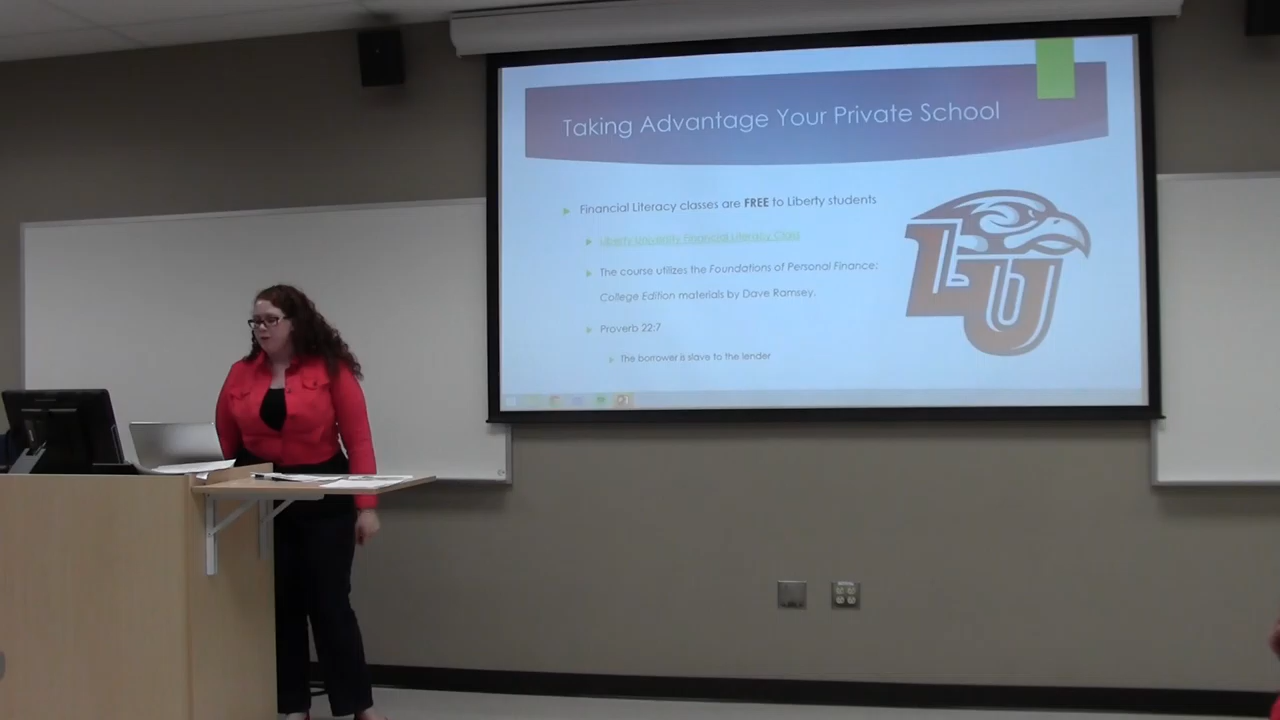 Taking Advantage Your Private School
Financial Literacy classes are FREE to Liberty students
Liberty University Financial Literacy Class
The course utilizes the Foundations of Personal Finance:
College Edition materials by Dave Ramsey.
Proverb 22:7
The borrower is slave to the lender
LU